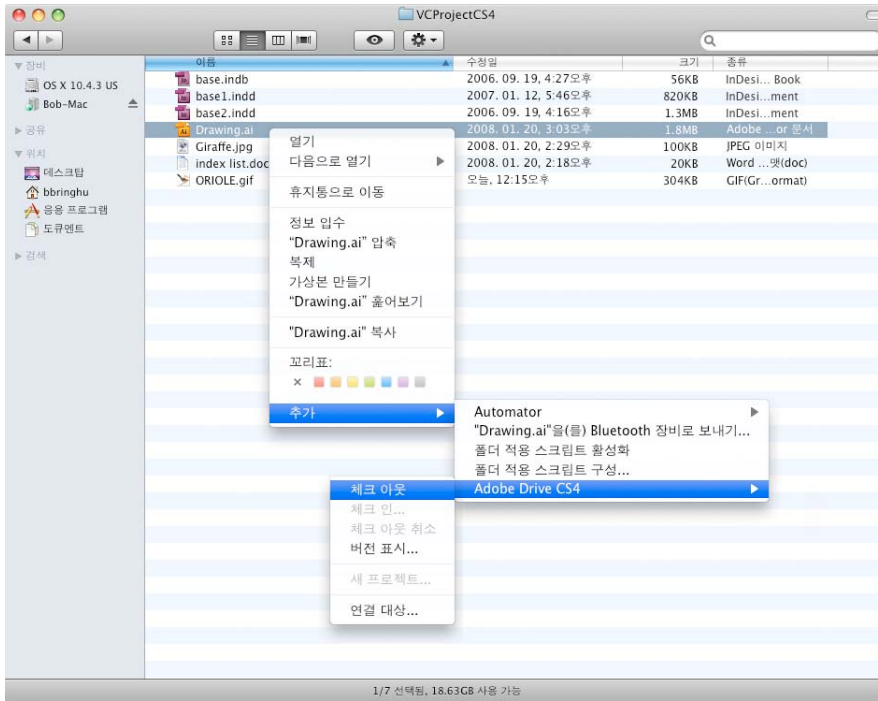 VCProjectCS4
이름 수정일 크기 종류
장비
OS X 10.4.3 US
Bob-Mac
공유
위치
데스크탑
bbringhu
응용 프로그램
도큐멘트
검색
base.indb 2006. 09. 19, 4:27오후 56KB InDesi... Book
base1.indd 2007. 01. 12, 5:46오후 820KB InDesi...ment
base2.indd 2006. 09. 19, 4:16오후 1.3MB InDesi...ment
Drawing.ai 2008. 01. 20, 3:03오후 1.8MB Adobe ...or 문서
Giraffe.jpg 2008. 01. 20, 2:29오후 100KB JPEG 이미지
index list.doc 2008. 01. 20, 2:18오후 20KB Word ...맷(doc)
ORIOLE.gif 오늘, 12:15오후 304KB GIF(Gr...ormat)
열기
다음으로 열기
휴지통으로 이동
정보 입수
“Drawing.ai” 압축
복제
가상본 만들기
“Drawing.ai” 훑어보기
"Drawing.ai" 복사
꼬리표:
추가
Automator
"Drawing.ai"을(를) Bluetooth 장비로 보내기...
폴더 적용 스크립트 활성화
폴더 적용 스크립트 구성...
Adobe Drive CS4
체크 아웃
체크 인...
체크 아웃 취소
버전 표시...
새 프로젝트...
연결 대상...
1/7 선택됨, 18.63GB 사용 가능